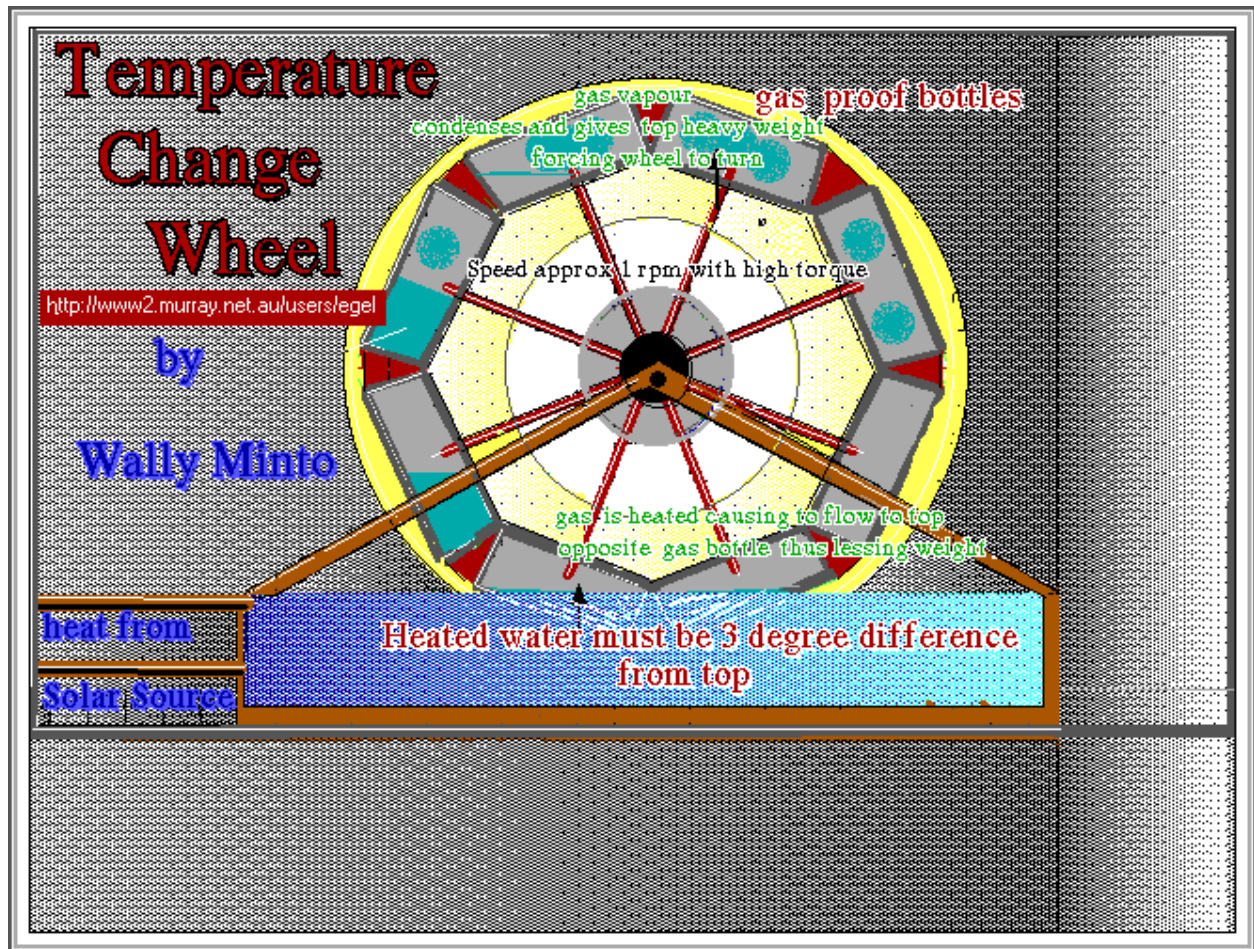 Temperature
Change
Wheel
http://www2.murray.net.au/users/egel
by
Wally Minto
gas vapour
condenses and gives top heavy weight
forcing wheel to turn
gas proof bottles
Speed approx 1 rpm with high torque
gas is heated causing to flow to top
opposite gas bottle thus lessing weight
heat from
Solar Source
Heated water must be 3 degree difference
from top